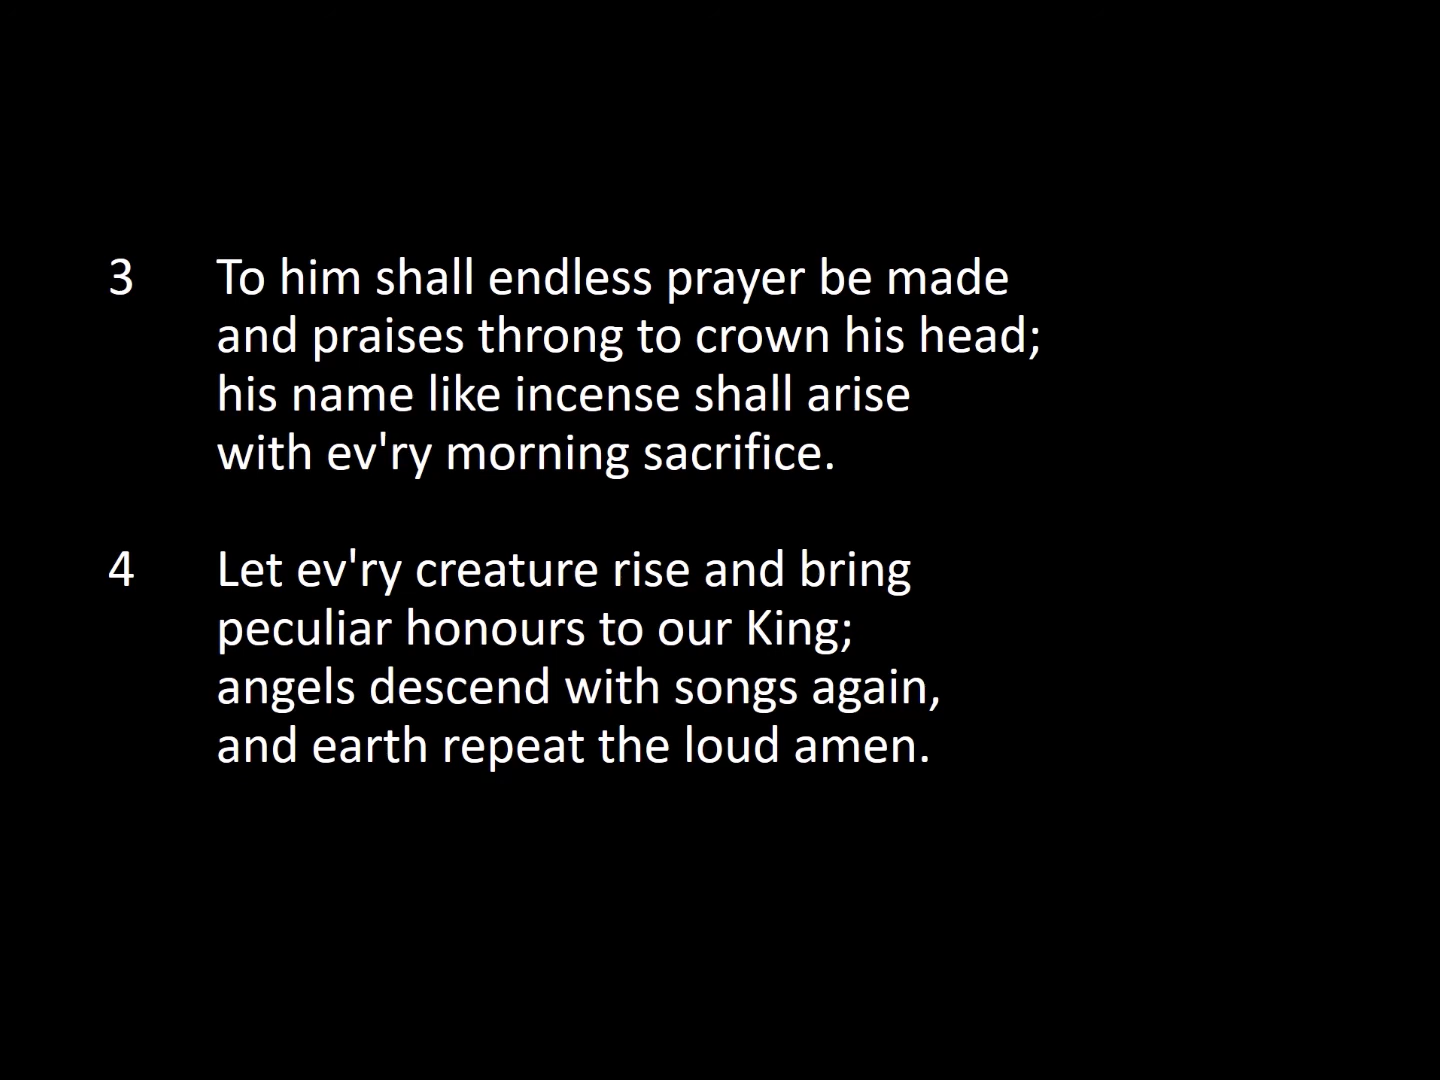 3 To him shall endless prayer be made
and praises throng to crown his head;
his name like incense shall arise
with ev'ry morning sacrifice.
4 Let ev'ry creature rise and bring
peculiar honours to our King;
angels descend with songs again,
and earth repeat the loud amen.